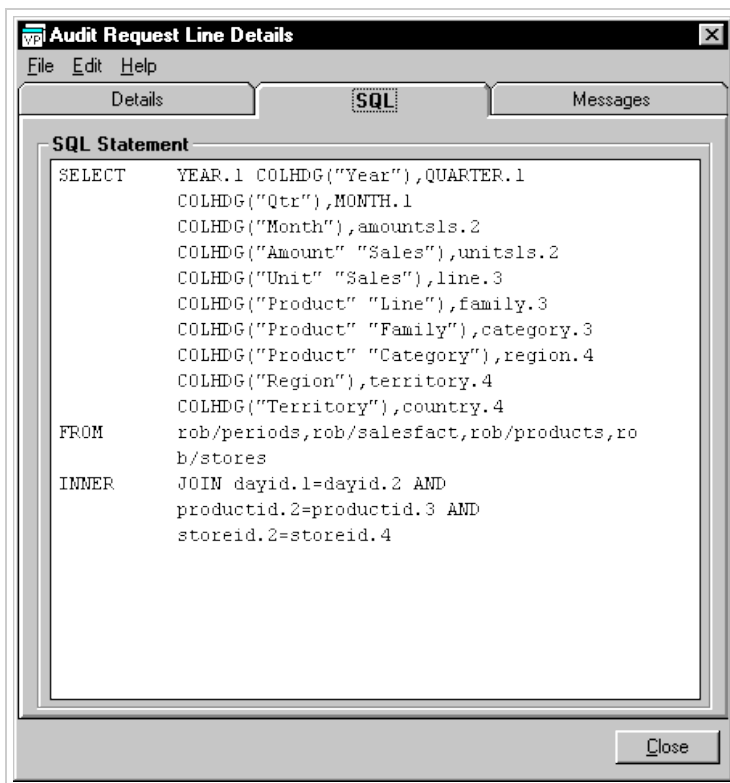 VP Audit Request Line Details
File Edit Help
Details SQL Messages
SQL Statement
SELECT YEAR.1 COLHDG("Year"),QUARTER.1
COLHDG("Qtr"),MONTH.1
COLHDG("Month"),amountsls.2
COLHDG("Amount" "Sales"),unitsls.2
COLHDG("Unit" "Sales"),line.3
COLHDG("Product" "Line"),family.3
COLHDG("Product" "Family"),category.3
COLHDG("Product" "Category"),region.4
COLHDG("Region"),territory.4
COLHDG("Territory"),country.4
FROM rob/periods,rob/salesfact,rob/products,ro
b/stores
INNER JOIN dayid.1=dayid.2 AND
productid.2=productid.3 AND
storeid.2=storeid.4
Close